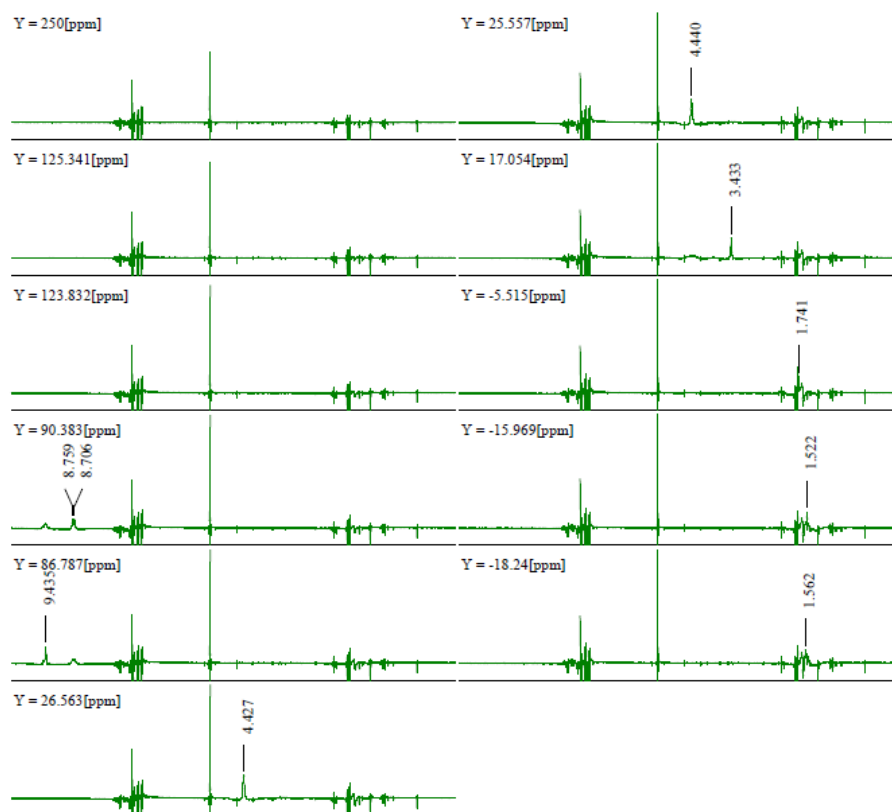 Y = 250[ppm]
Y = 125.341[ppm]
Y = 123.832[ppm]
Y = 90.383[ppm]
8.759
8.706
Y = 86.787[ppm]
9.435
Y = 26.563[ppm]
4.427
Y = 25.557[ppm]
4.440
Y = 17.054[ppm]
3.433
Y = -5.515[ppm]
1.741
Y = -15.969[ppm]
1.522
Y = -18.24[ppm]
1.562